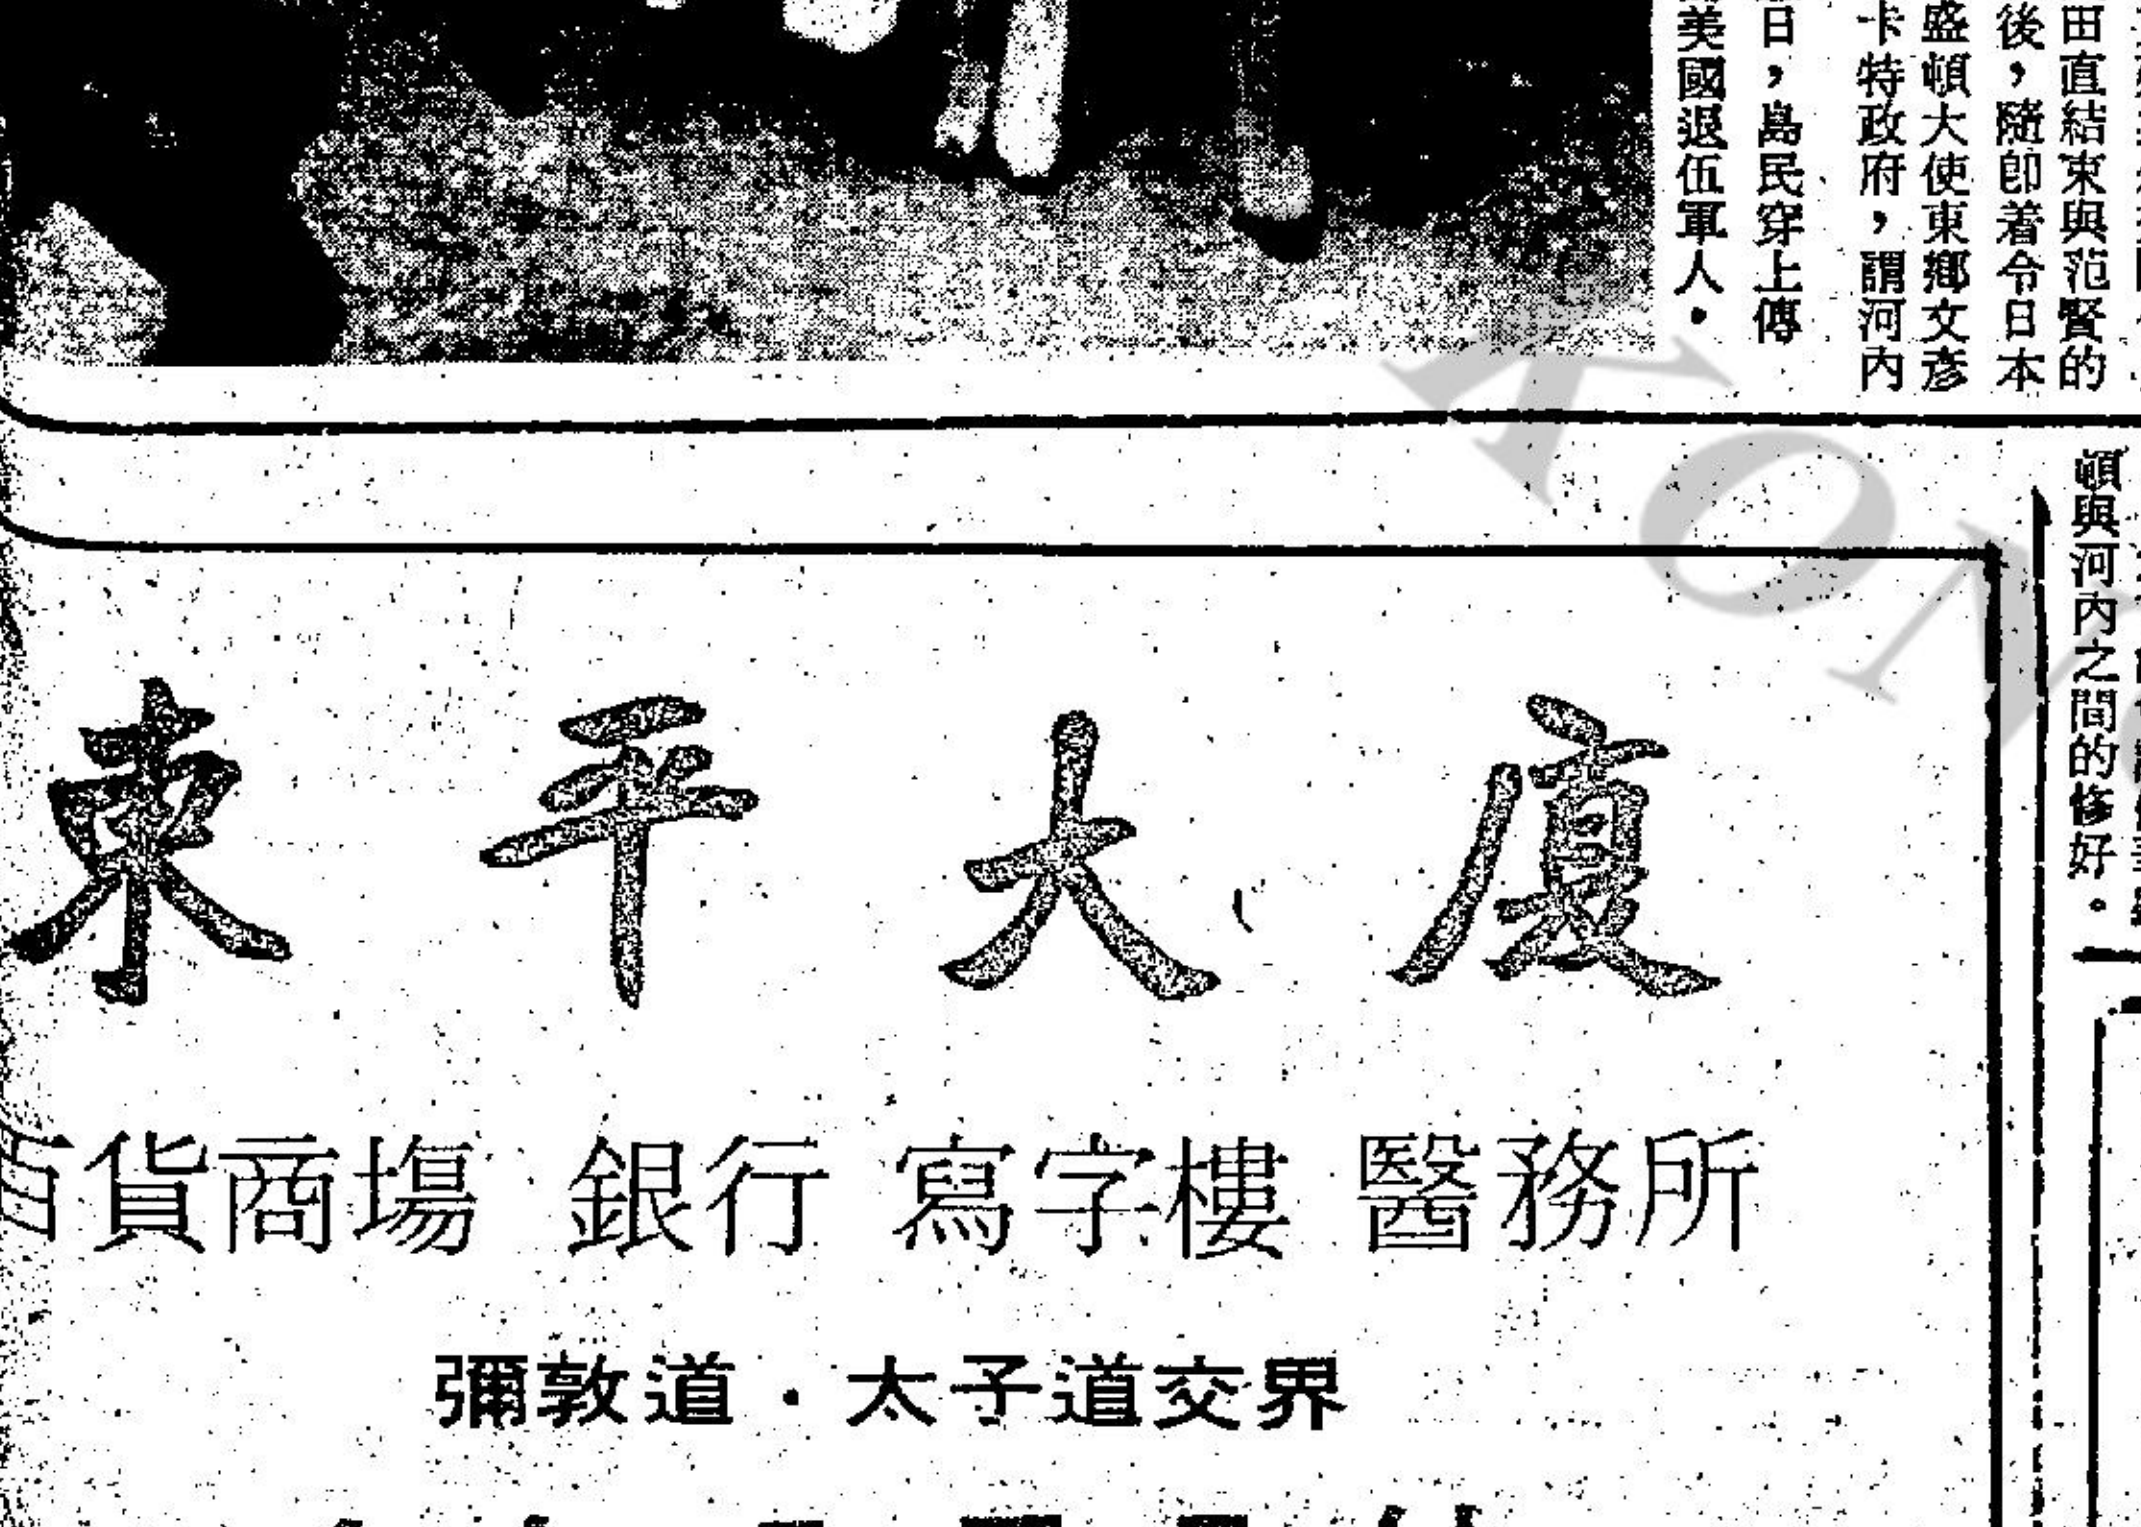 田直結束與范賢的
後，隨即着令日本
盛頓大使東鄉文彥
卡特政府，謂河內
日，島民穿上傳
美國退伍軍人。
頓與河內之間的修好。
東平大廈
百貨商場 銀行 寫字樓 醫務所
彌敦道·太子道交界
KON